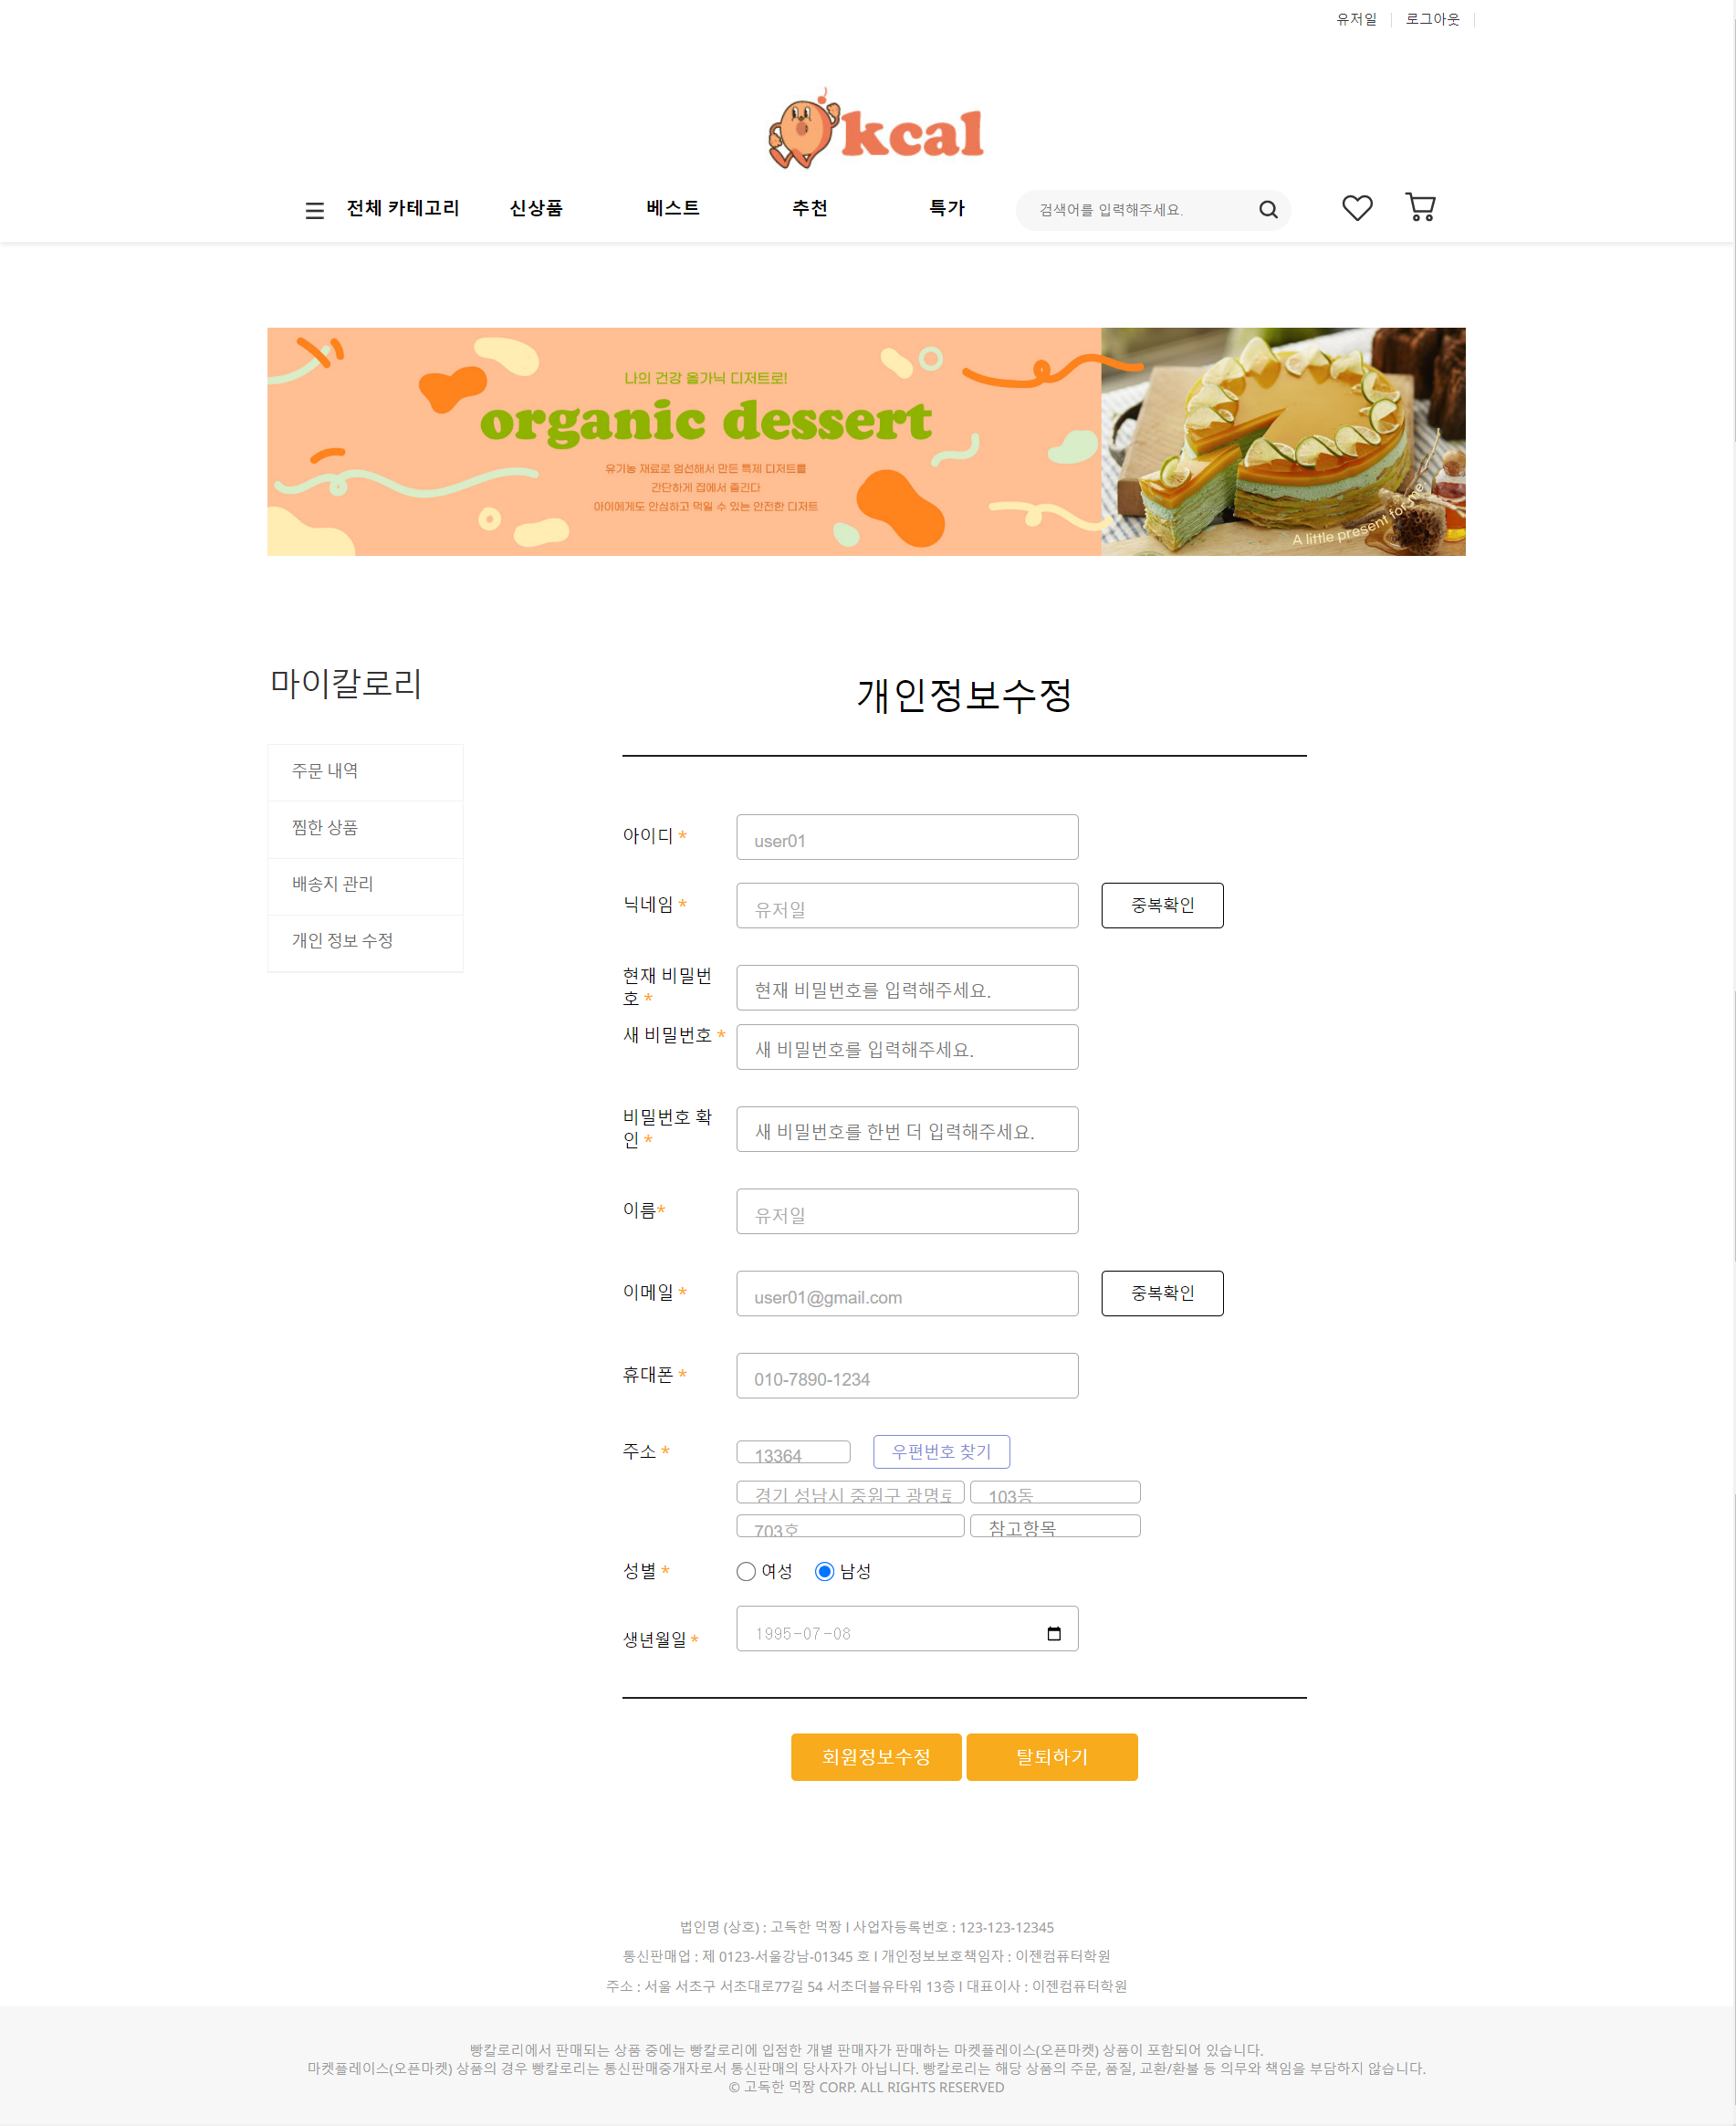 유저일
로그아웃
kcal
전체 카테고리
신상품
베스트
추천
특가
검색어를 입력해주세요.
나의 건강 올가닉 디저트로!
organic dessert
유기농 재료로 엄선해서 만든 특제 디저트를
간단하게 집에서 즐긴다
아이에게도 안심하고 먹일 수 있는 안전한 디저트
A little present for me
마이칼로리
주문 내역
찜한 상품
배송지 관리
개인 정보 수정
개인정보수정
아이디 *
user01
닉네임 *
유저일
중복확인
현재 비밀번
호 *
현재 비밀번호를 입력해주세요.
새 비밀번호 *
새 비밀번호를 입력해주세요.
비밀번호 확
인 *
새 비밀번호를 한번 더 입력해주세요.
이름*
유저일
이메일 *
user01@gmail.com
중복확인
휴대폰 *
010-7890-1234
주소 *
13364
우편번호 찾기
경기 성남시 중원구 광명로
103동
703호
참고항목
성별 *
여성
남성
생년월일 *
1995-07-08
회원정보수정
탈퇴하기
법인명 (상호) : 고독한 먹짱 I 사업자등록번호 : 123-123-12345
통신판매업 : 제 0123-서울강남-01345 호 I 개인정보보호책임자 : 이젠컴퓨터학원
주소 : 서울 서초구 서초대로77길 54 서초더블유타워 13층 I 대표이사 : 이젠컴퓨터학원
빵칼로리에서 판매되는 상품 중에는 빵칼로리에 입점한 개별 판매자가 판매하는 마켓플레이스(오픈마켓) 상품이 포함되어 있습니다.
마켓플레이스(오픈마켓) 상품의 경우 빵칼로리는 통신판매중개자로서 통신판매의 당사자가 아닙니다. 빵칼로리는 해당 상품의 주문, 품질, 교환/환불 등 의무와 책임을 부담하지 않습니다.
© 고독한 먹짱 CORP. ALL RIGHTS RESERVED